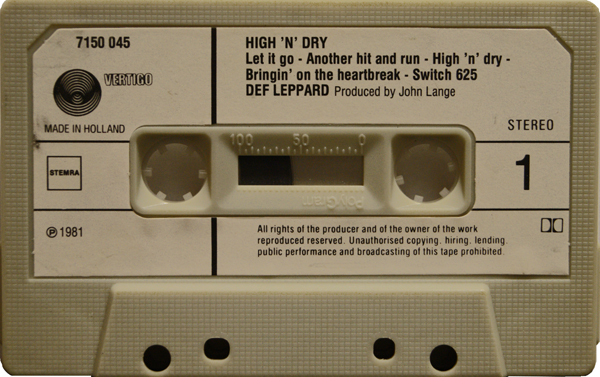 7150 045
HIGH 'N' DRY
Let it go - Another hit and run - High 'n' dry -
Bringin' on the heartbreak - Switch 625
DEF LEPPARD Produced by John Lange
VERTIGO
MADE IN HOLLAND
STEREO
100 50 0
STEMRA
1
PolyGram
℗ 1981
All rights of the producer and of the owner of the work
reproduced reserved. Unauthorised copying, hiring, lending,
public performance and broadcasting of this tape prohibited.